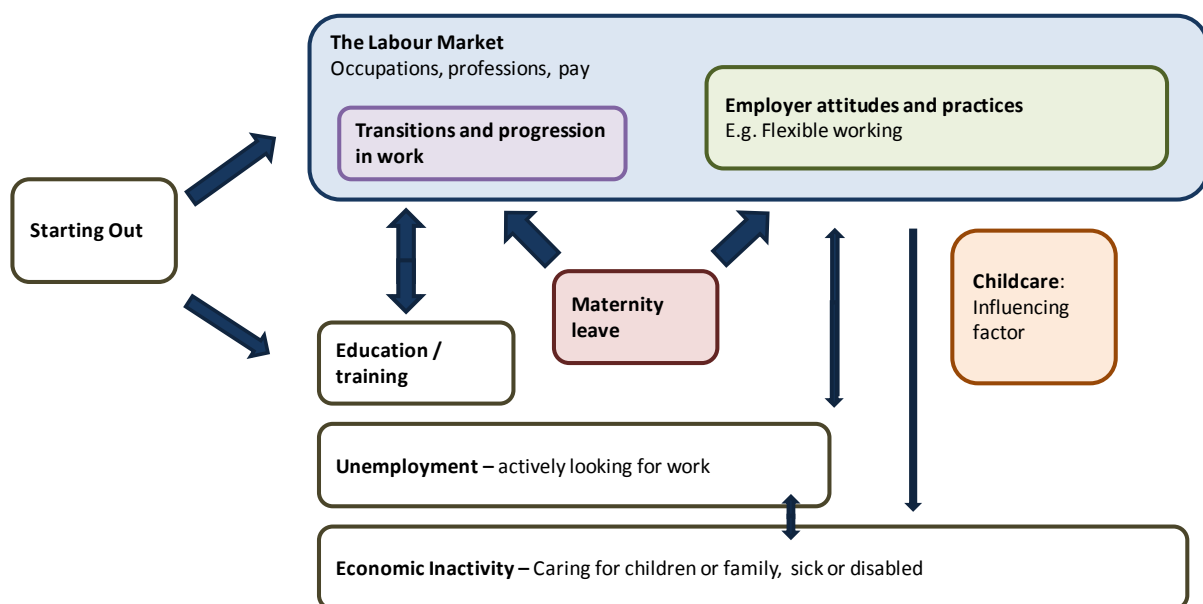 The Labour Market
Occupations, professions, pay
Employer attitudes and practices
E.g. Flexible working
Transitions and progression
in work
Starting Out
Maternity
leave
Childcare:
Influencing
factor
Education /
training
Unemployment – actively looking for work
Economic Inactivity – Caring for children or family, sick or disabled